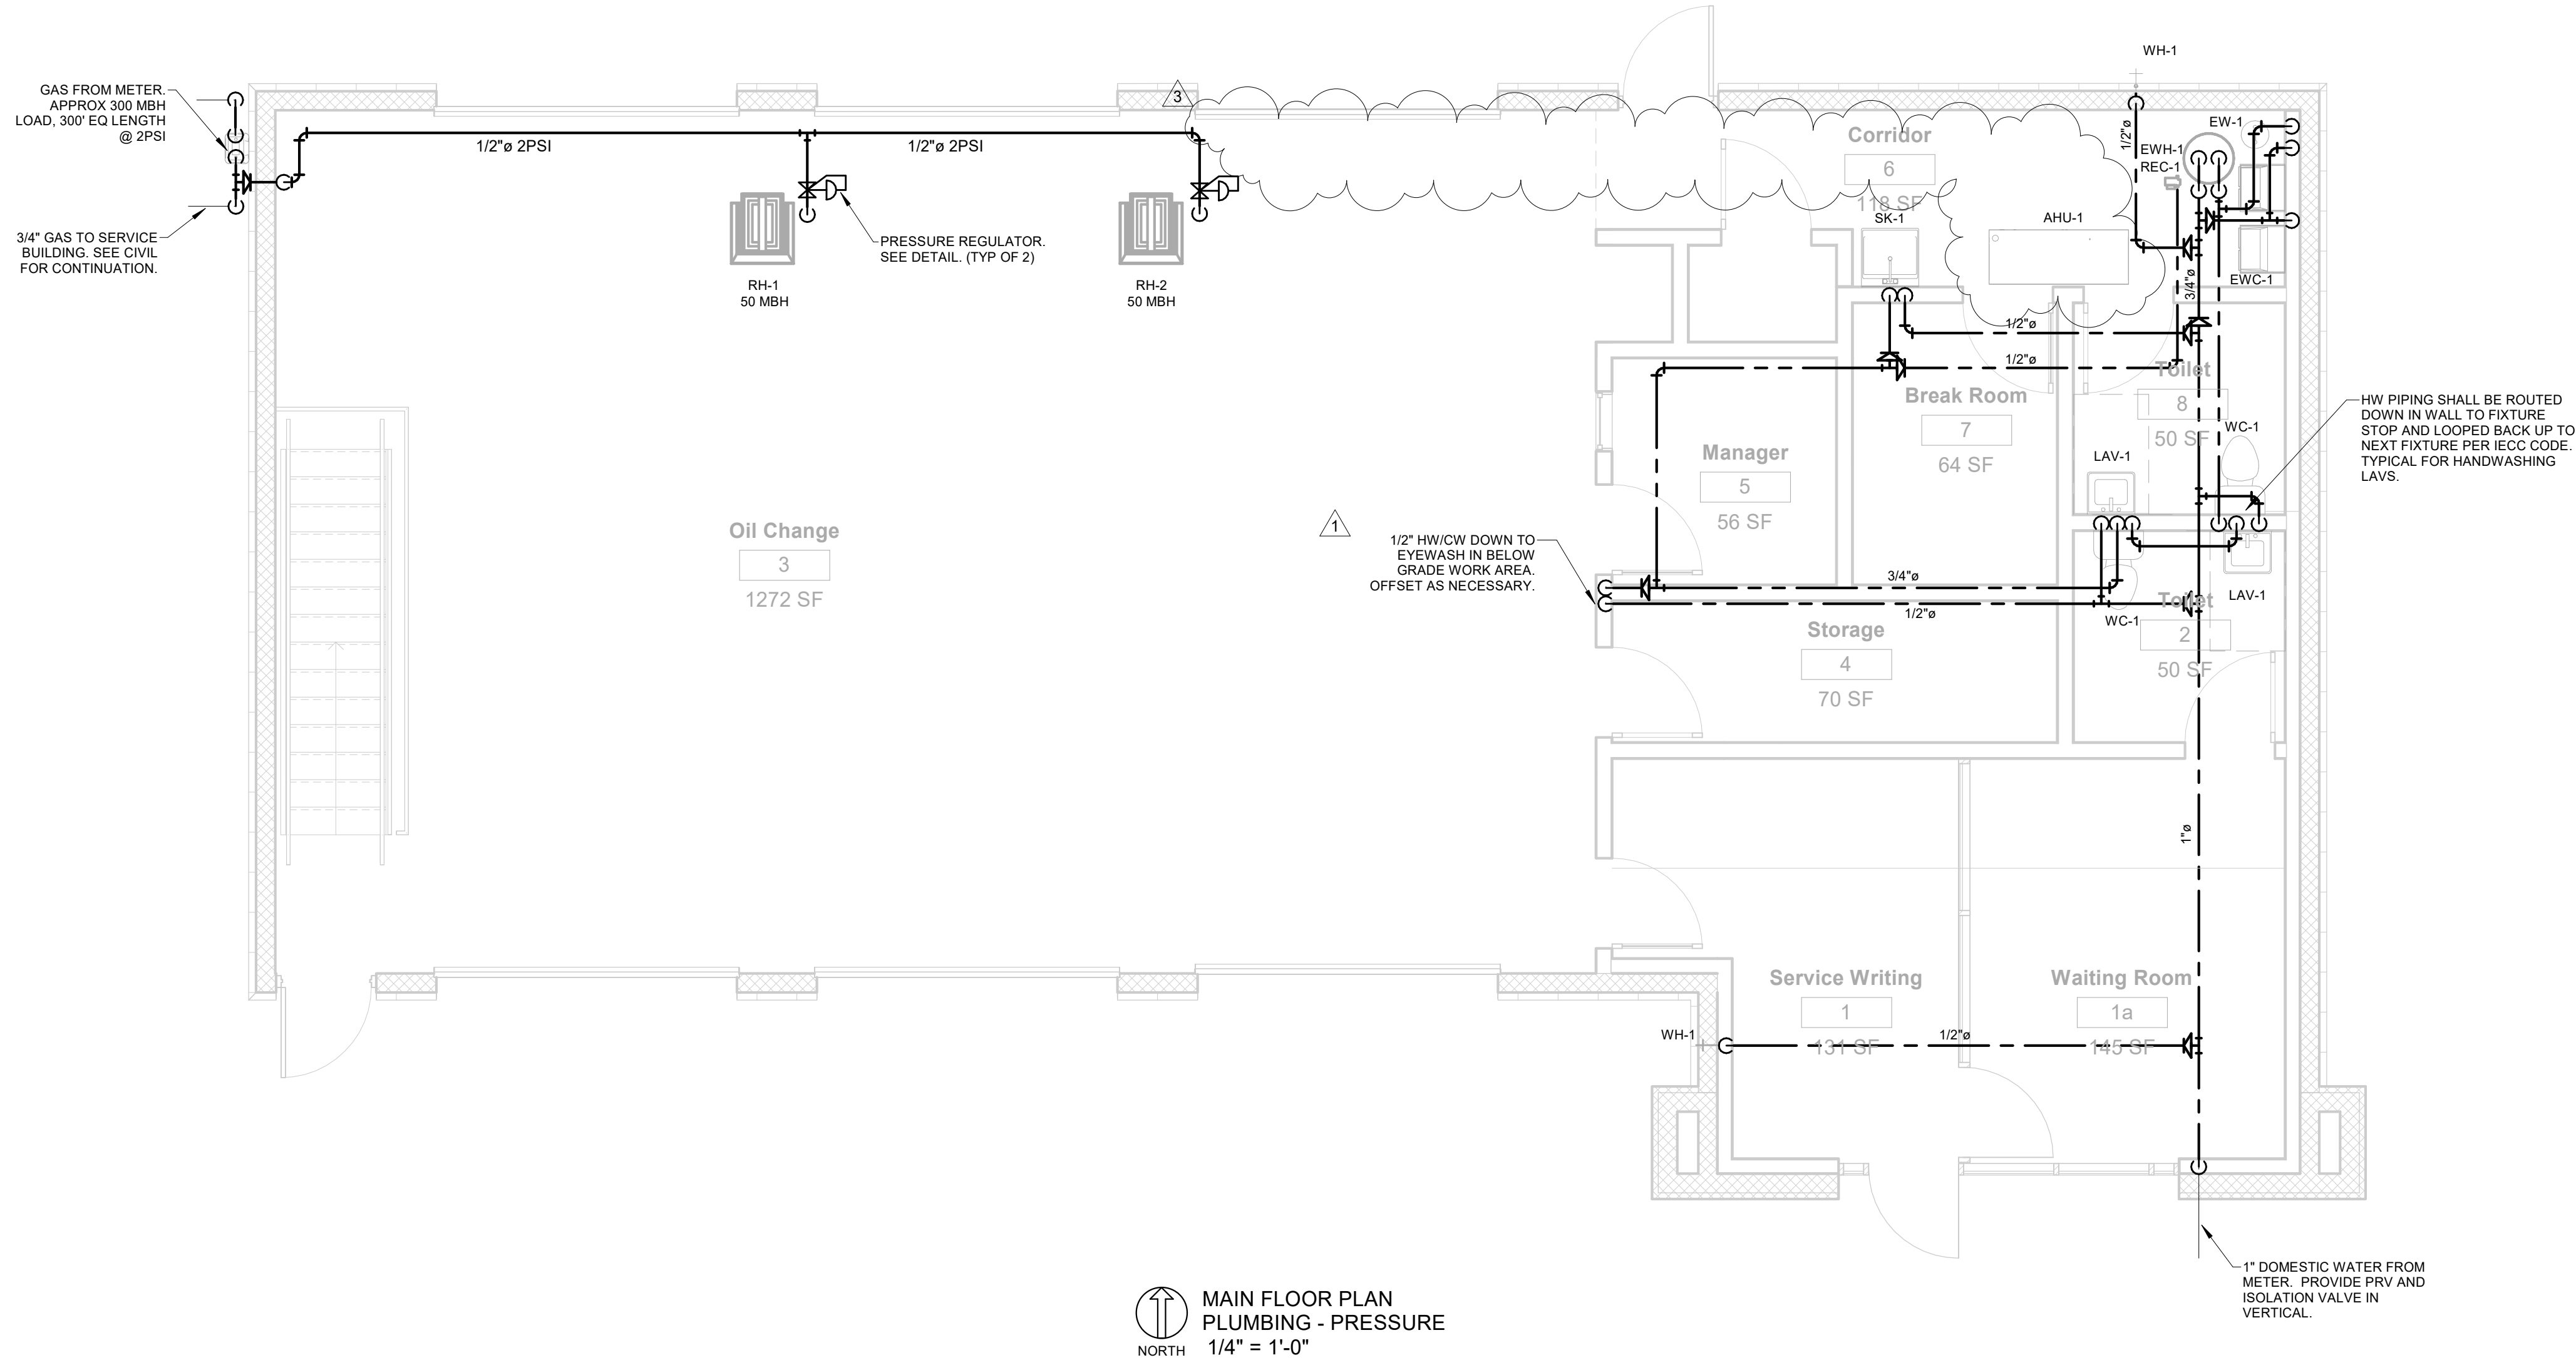 WH-1
GAS FROM METER.
APPROX 300 MBH
LOAD, 300' EQ LENGTH
@ 2PSI
3
1/2"ø 2PSI
1/2"ø 2PSI
Corridor
6
118 SF
1/2"ø
EW-1
EWH-1
REC-1
SK-1
AHU-1
3/4" GAS TO SERVICE
BUILDING. SEE CIVIL
FOR CONTINUATION.
PRESSURE REGULATOR.
SEE DETAIL. (TYP OF 2)
RH-1
50 MBH
RH-2
50 MBH
3/4"ø
EWC-1
1/2"ø
1/2"ø
Toilet
8
50 SF
WC-1
LAV-1
Break Room
7
64 SF
Manager
5
56 SF
HW PIPING SHALL BE ROUTED
DOWN IN WALL TO FIXTURE
STOP AND LOOPED BACK UP TO
NEXT FIXTURE PER IECC CODE.
TYPICAL FOR HANDWASHING
LAVS.
Oil Change
3
1272 SF
1
1/2" HW/CW DOWN TO
EYEWASH IN BELOW
GRADE WORK AREA.
OFFSET AS NECESSARY.
3/4"ø
1/2"ø
Toilet
2
50 SF
LAV-1
WC-1
Storage
4
70 SF
1"ø
Service Writing
1
131 SF
Waiting Room
1a
145 SF
WH-1
1/2"ø
1" DOMESTIC WATER FROM
METER. PROVIDE PRV AND
ISOLATION VALVE IN
VERTICAL.
NORTH
MAIN FLOOR PLAN
PLUMBING - PRESSURE
1/4" = 1'-0"